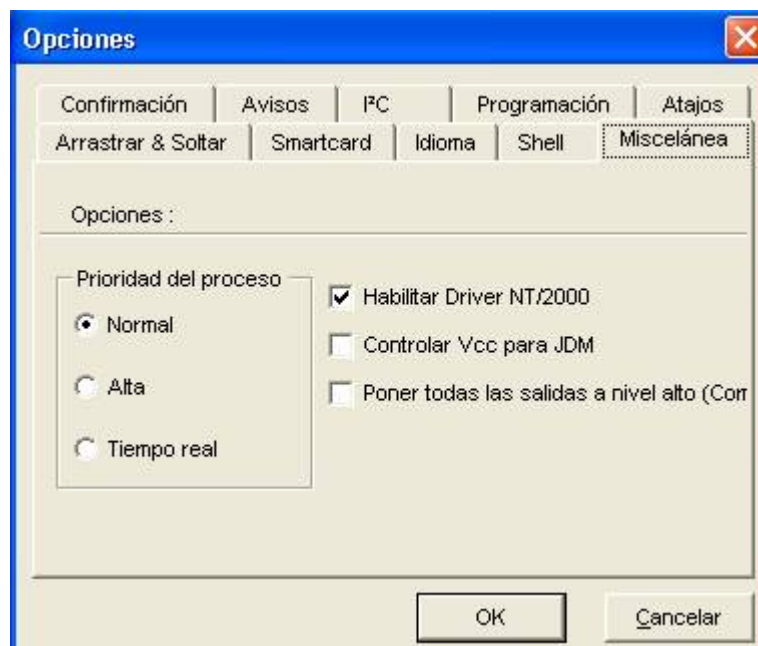 Opciones
Confirmación Avisos I²C Programación Atajos
Arrastrar & Soltar Smartcard Idioma Shell Miscelánea
Opciones :
Prioridad del proceso
Normal
Alta
Tiempo real
Habilitar Driver NT/2000
Controlar Vcc para JDM
Poner todas las salidas a nivel alto
OK Cancelar